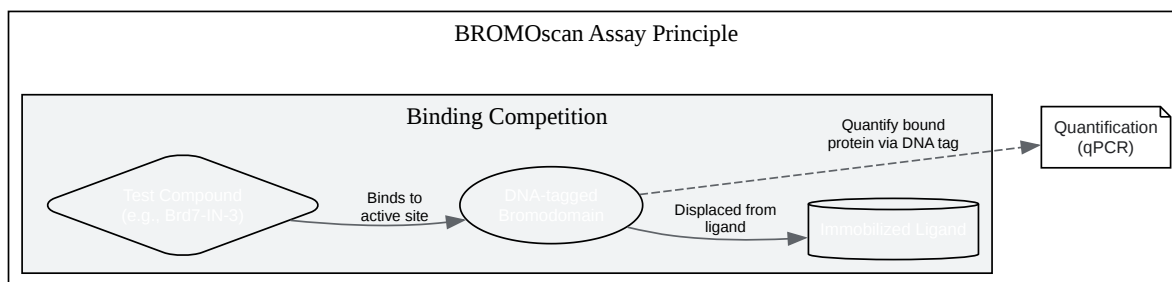 BROMOscan Assay Principle
Binding Competition
Test Compound
(e.g., Brd7-IN-3)
Binds to
active site
DNA-tagged
Bromodomain
Displaced from
ligand
Immobilized Ligand
Quantify bound
protein via DNA tag
Quantification
(qPCR)